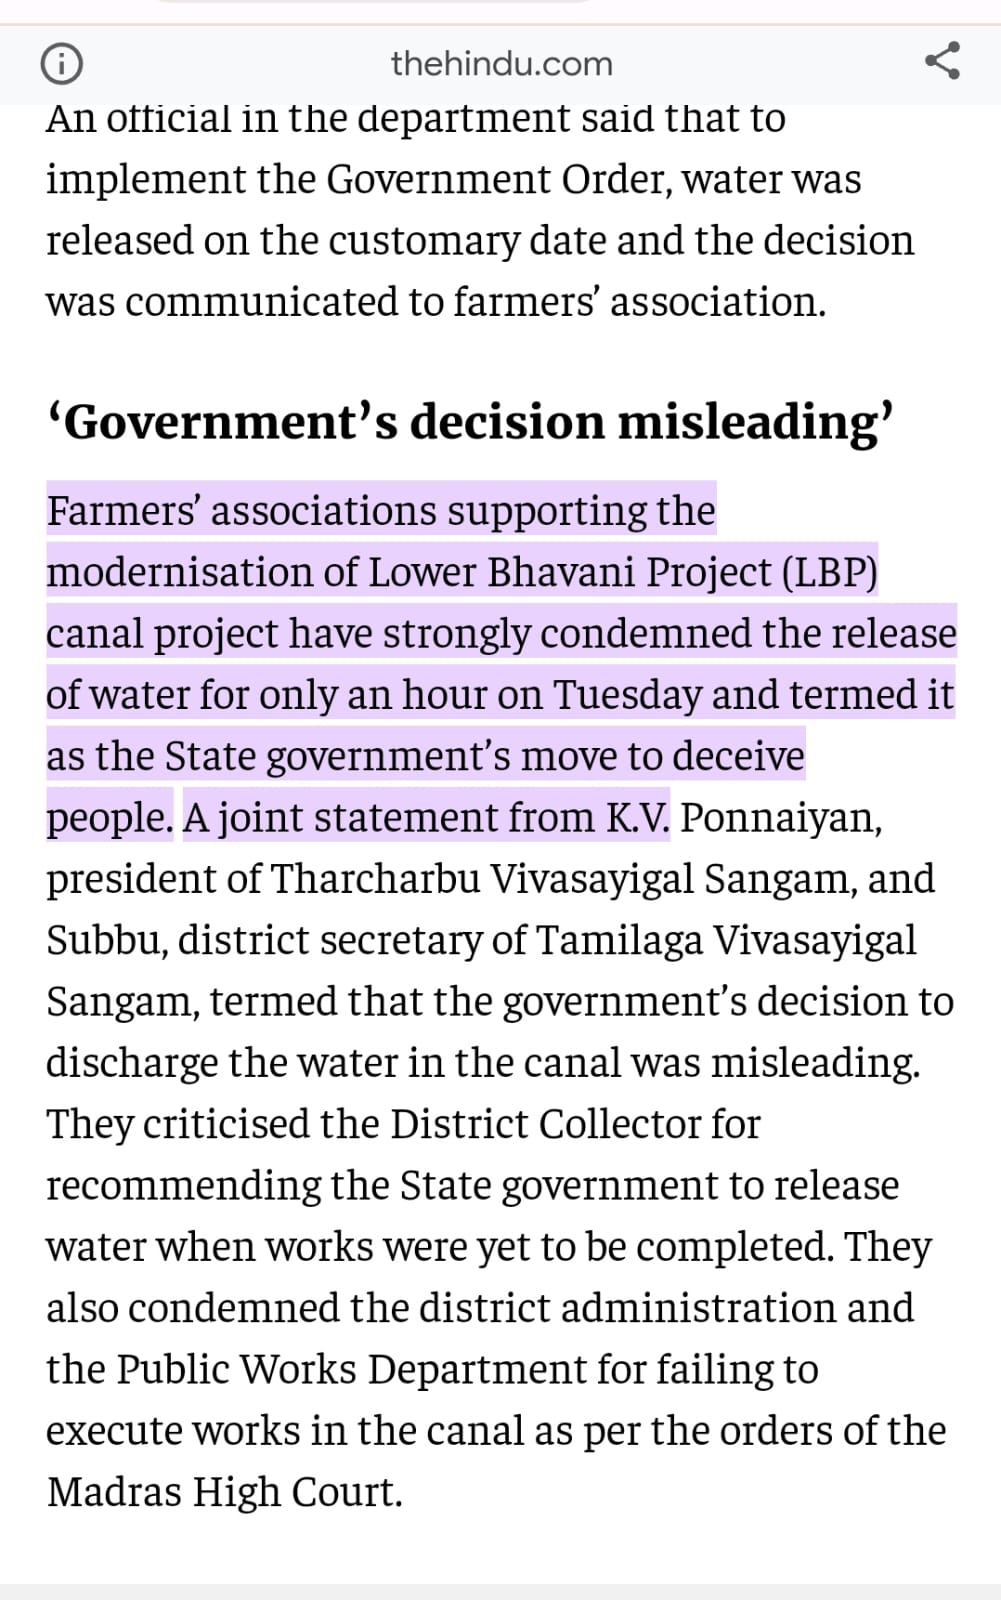 thehindu.com
An official in the department said that to
implement the Government Order, water was
released on the customary date and the decision
was communicated to farmers’ association.
‘Government’s decision misleading’
Farmers’ associations supporting the
modernisation of Lower Bhavani Project (LBP)
canal project have strongly condemned the release
of water for only an hour on Tuesday and termed it
as the State government’s move to deceive
people. A joint statement from K.V. Ponnaiyan,
president of Tharcharbu Vivasayigal Sangam, and
Subbu, district secretary of Tamilaga Vivasayigal
Sangam, termed that the government’s decision to
discharge the water in the canal was misleading.
They criticised the District Collector for
recommending the State government to release
water when works were yet to be completed. They
also condemned the district administration and
the Public Works Department for failing to
execute works in the canal as per the orders of the
Madras High Court.